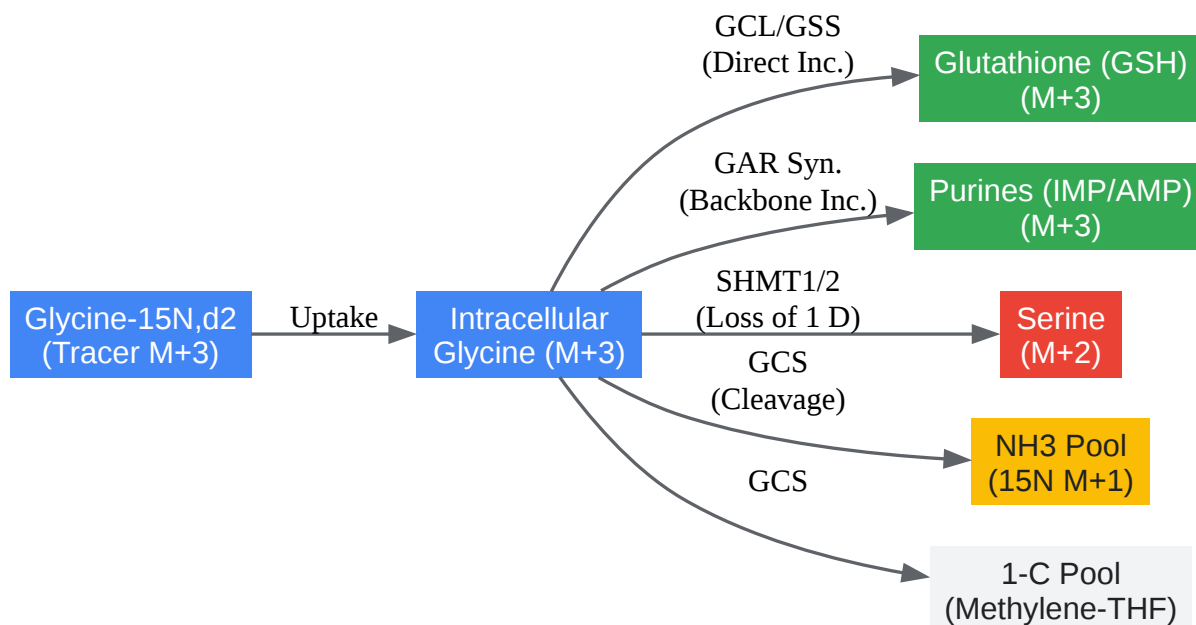 GCL/GSS
(Direct Inc.)
Glutathione (GSH)
(M+3)
GAR Syn.
(Backbone Inc.)
Purines (IMP/AMP)
(M+3)
Glycine-15N,d2
(Tracer M+3)
Uptake
Intracellular
Glycine (M+3)
SHMT1/2
(Loss of 1 D)
Serine
(M+2)
GCS
(Cleavage)
NH3 Pool
(15N M+1)
GCS
1-C Pool
(Methylene-THF)